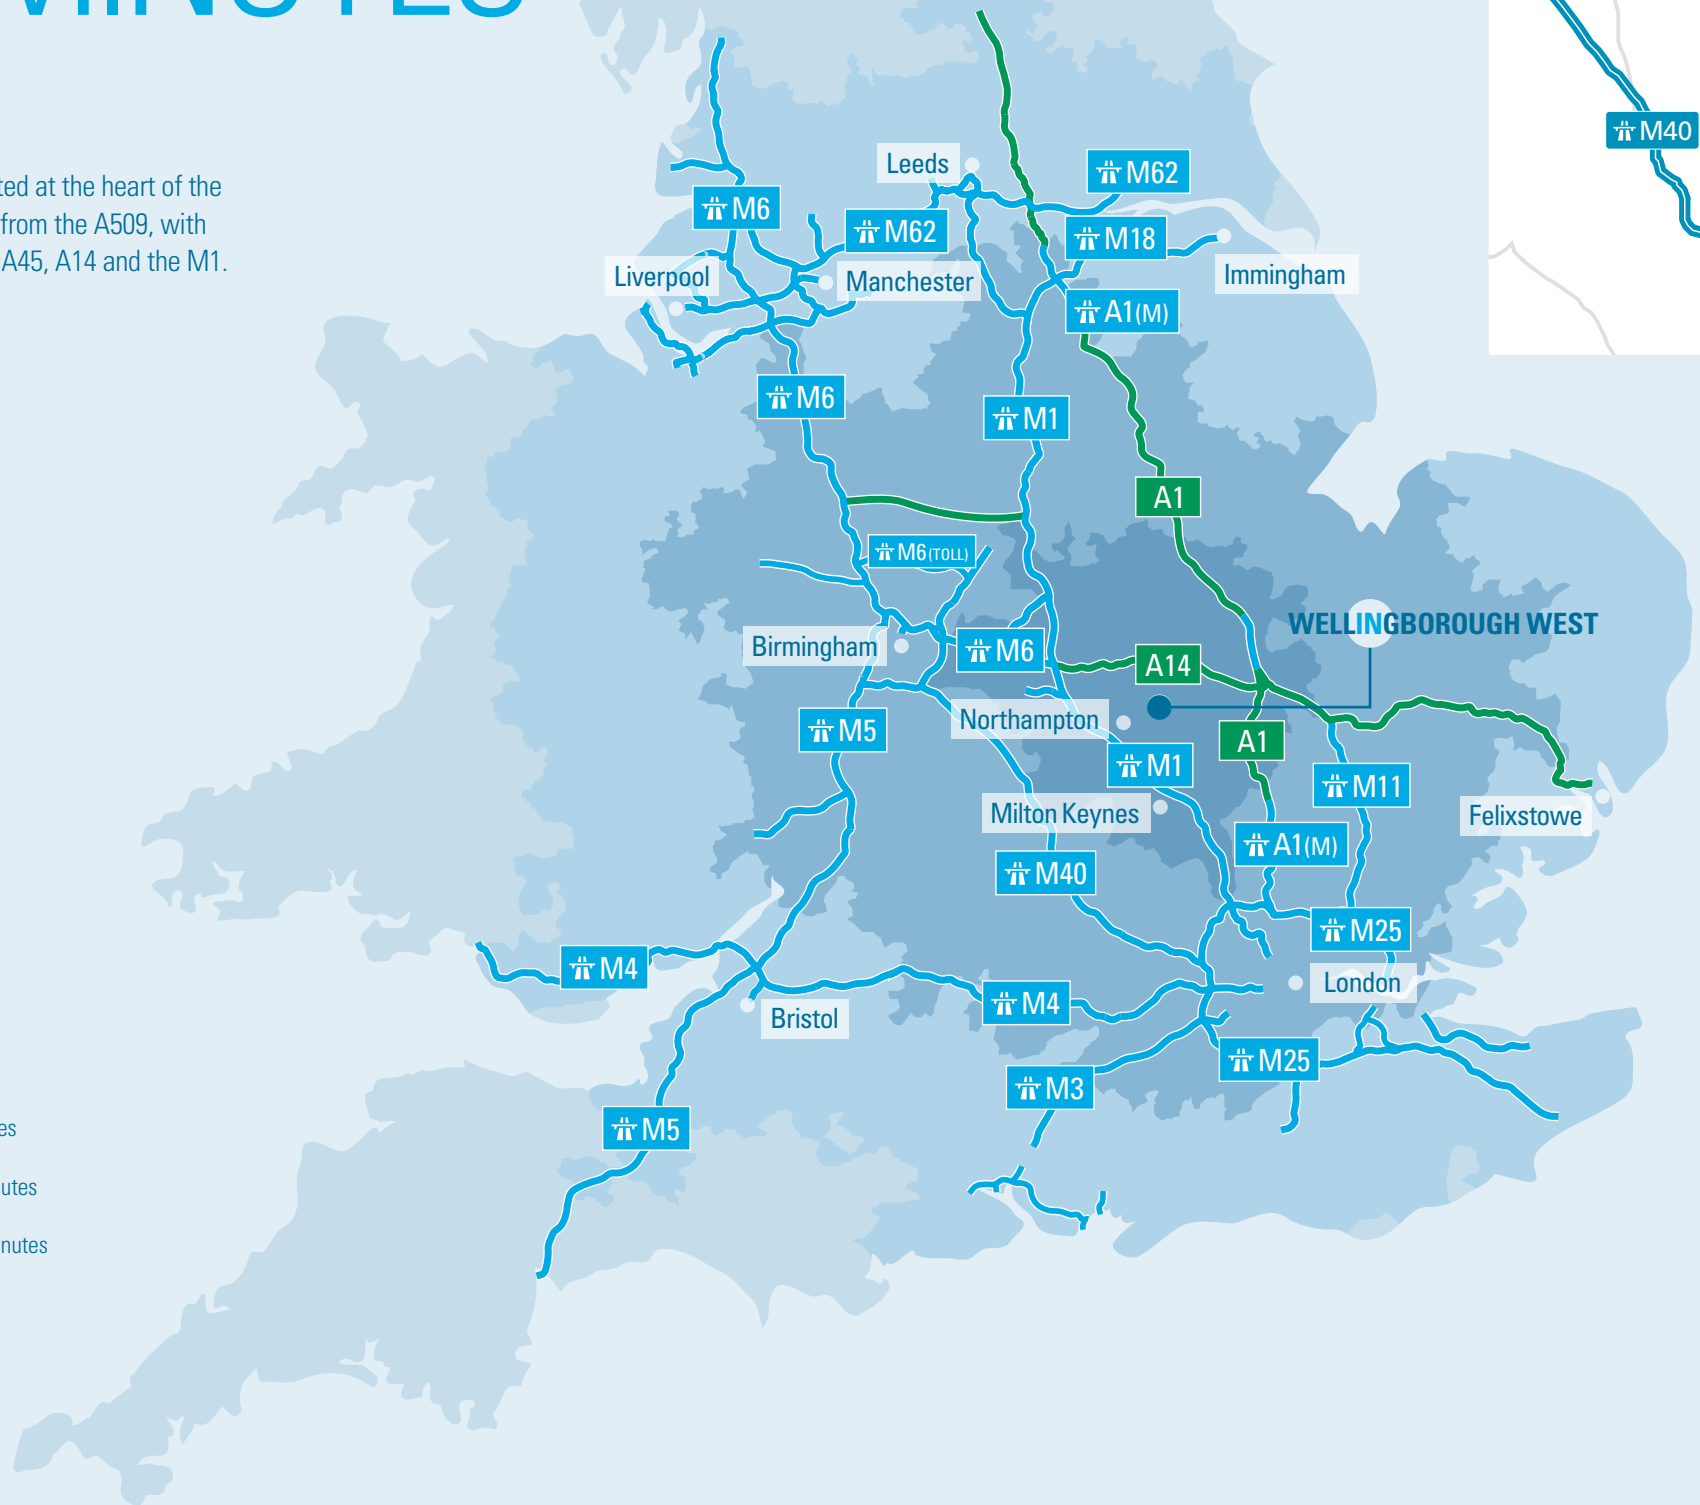 MINUTES
ted at the heart of the
from the A509, with
A45, A14 and the M1.
M40
Leeds
M62
M6
M62
M18
Liverpool
Manchester
Immingham
A1(M)
M6
M1
A1
M6(TOLL)
WELLINGBOROUGH WEST
Birmingham
M6
A14
Northampton
M5
A1
M1
M11
Milton Keynes
Felixstowe
A1(M)
M40
M25
M4
London
M4
Bristol
M25
M3
M5
es
utes
nutes